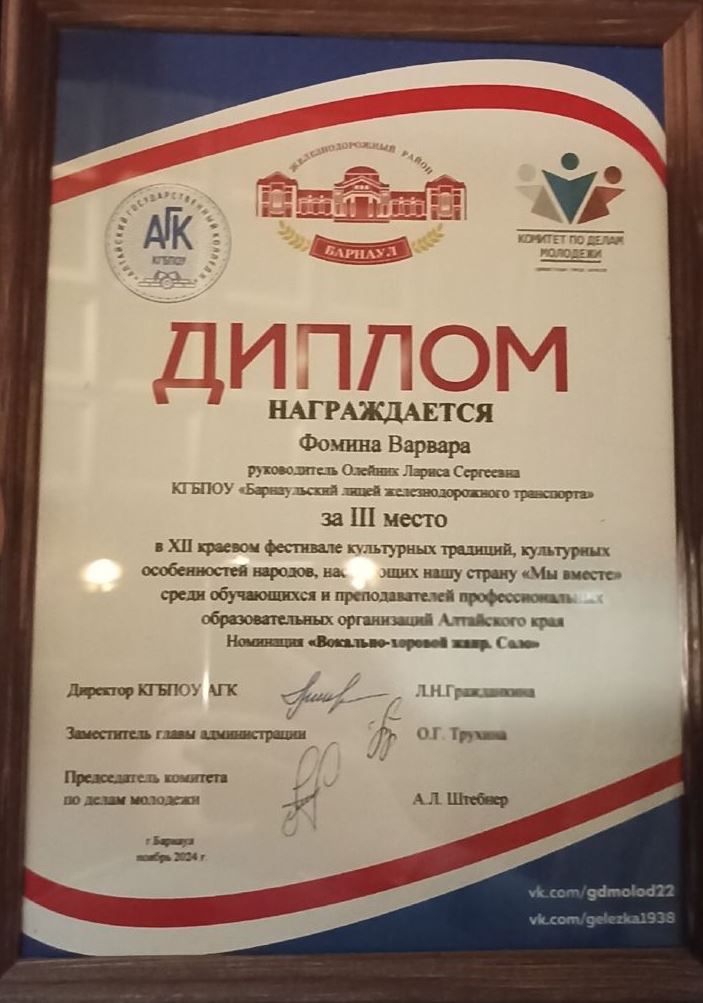 ЖЕЛЕЗНОДОРОЖНЫЙ РАЙОН
БАРНАУЛ
АЛТАЙСКИЙ ГОСУДАРСТВЕННЫЙ КОЛЛЕДЖ
АГК
КГБПОУ
КОМИТЕТ ПО ДЕЛАМ
МОЛОДЕЖИ
ДИПЛОМ
НАГРАЖДАЕТСЯ
Фомина Варвара
руководитель Олейник Лариса Сергеевна
КГБПОУ «Барнаульский лицей железнодорожного транспорта»
за III место
в XII краевом фестивале культурных традиций, культурных
особенностей народов, нашу страну «Мы вместе»
среди обучающихся и преподавателей профессиональных
образовательных организаций Алтайского края
Номинация «Вокально-хоровой жанр. Соло»
Директор КГБПОУ АГК Л.Н.Гражданкина
Заместитель главы администрации О.Г. Трухина
Председатель комитета
по делам молодежи А.Л. Штебнер
г.Барнаул
ноябрь 2024 г.
vk.com/gdmolod22
vk.com/gelezka1938